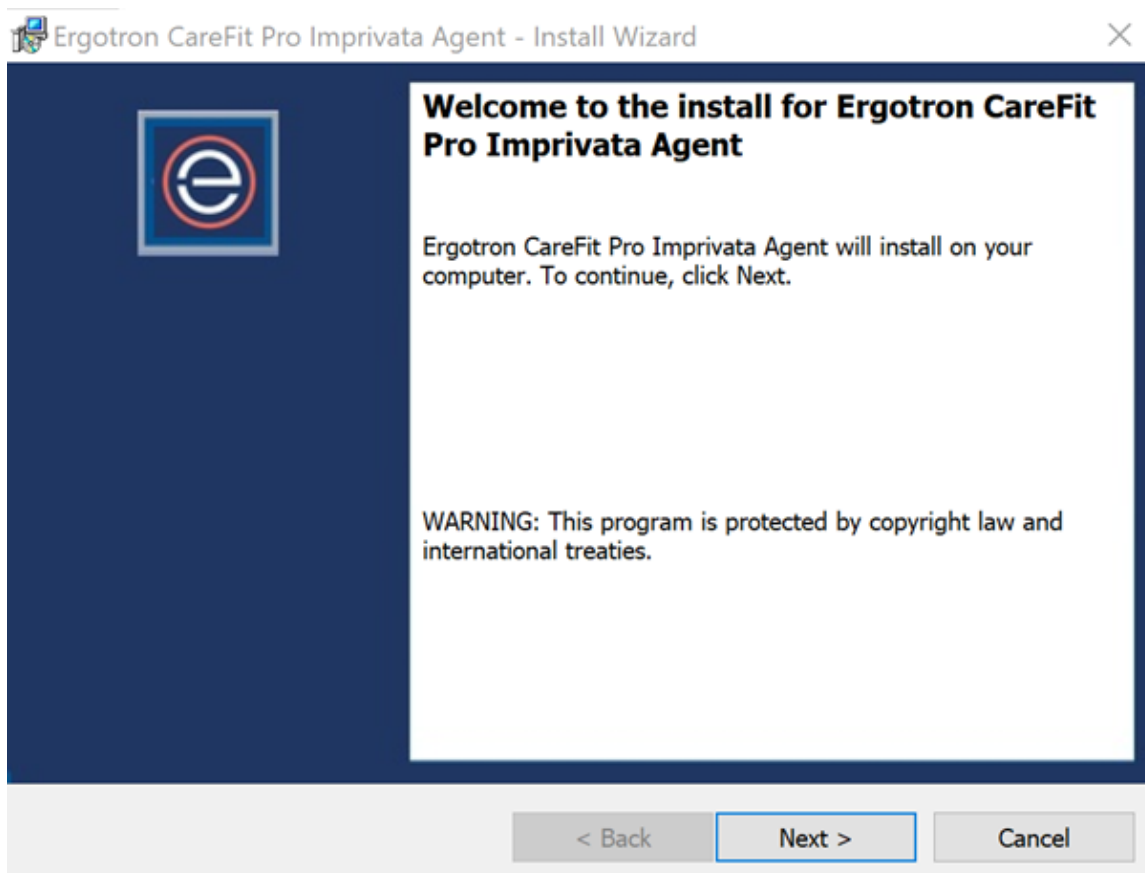 Ergotron CareFit Pro Imprivata Agent - Install Wizard
Welcome to the install for Ergotron CareFit
Pro Imprivata Agent
Ergotron CareFit Pro Imprivata Agent will install on your
computer. To continue, click Next.
WARNING: This program is protected by copyright law and
international treaties.
< Back
Next >
Cancel